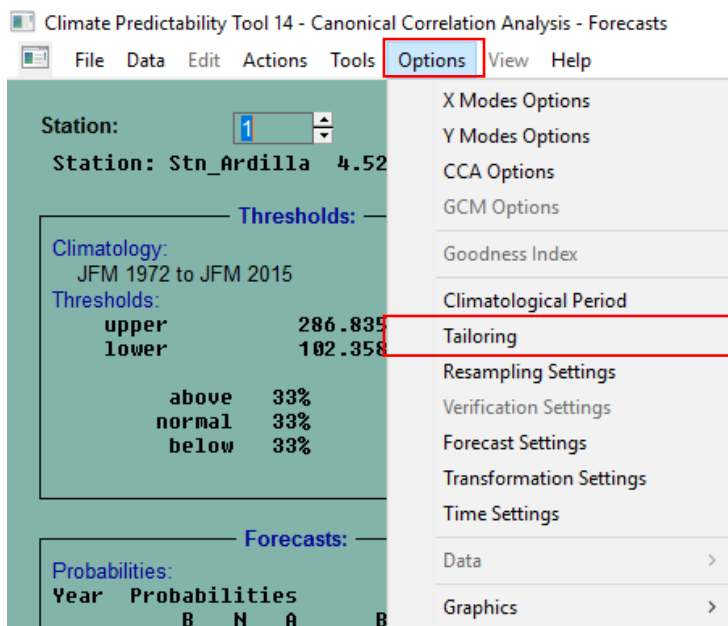 Climate Predictability Tool 14 - Canonical Correlation Analysis - Forecasts
File Data Edit Actions Tools Options View Help
Station: 1
Station: Stn_Ardilla 4.52
Thresholds:
Climatology:
JFM 1972 to JFM 2015
Thresholds:
upper 286.835
lower 102.358
above 33%
normal 33%
below 33%
Forecasts:
Probabilities:
Year Probabilities
B N A B
X Modes Options
Y Modes Options
CCA Options
GCM Options
Goodness Index
Climatological Period
Tailoring
Resampling Settings
Verification Settings
Forecast Settings
Transformation Settings
Time Settings
Data >
Graphics >